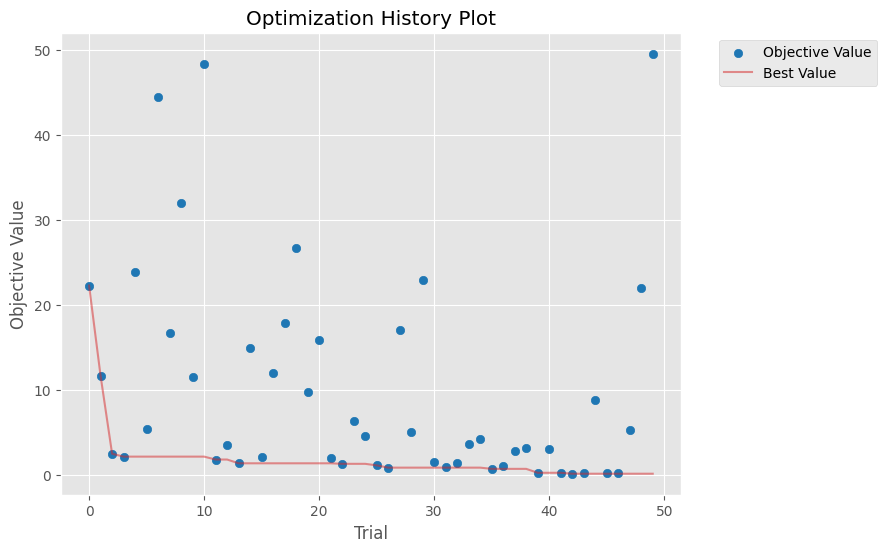 Optimization History Plot
Objective Value
Best Value
50
40
30
20
10
0
Objective Value
0 10 20 30 40 50
Trial